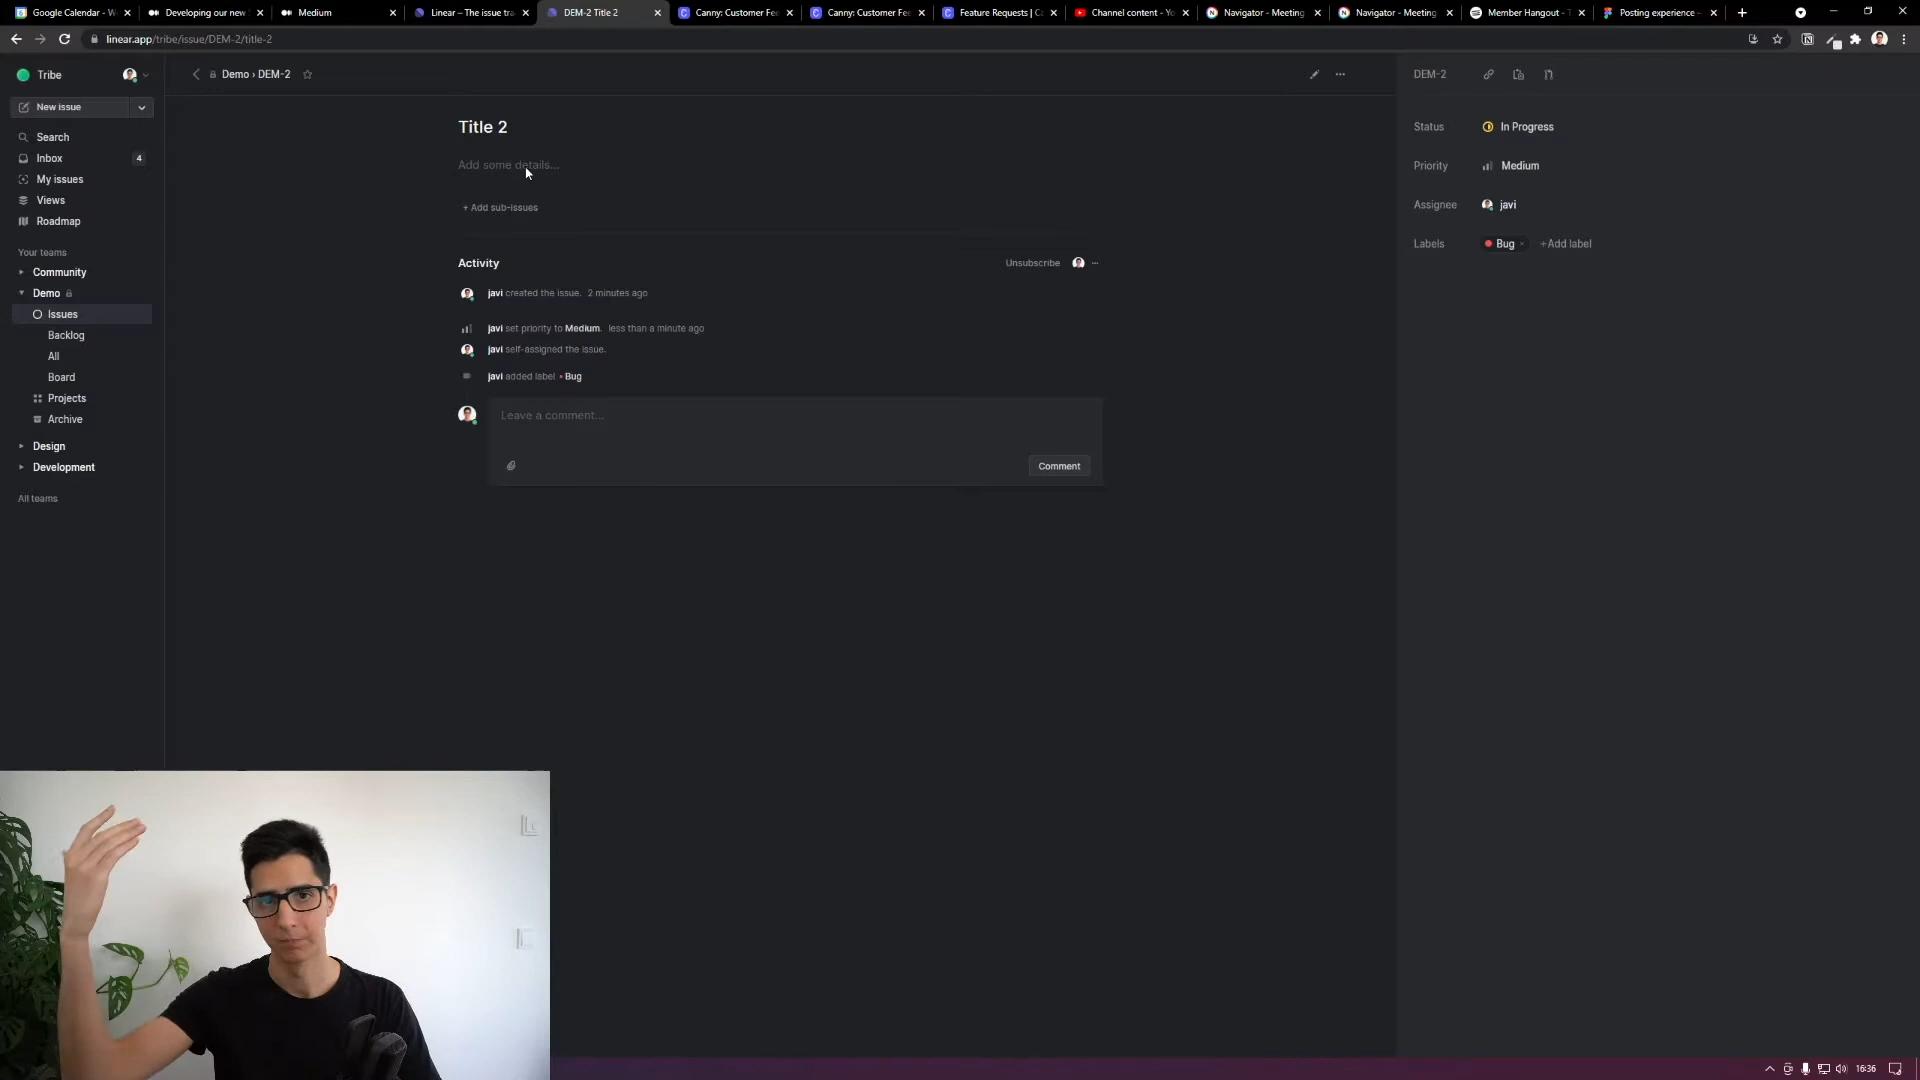 Google Calendar - W
Developing our new
Medium
Linear – The issue tra
DEM-2 Title 2
Canny: Customer Fee
Canny: Customer Fee
Feature Requests | Ca
Channel content - Yo
Navigator - Meeting
Navigator - Meeting
Member Hangout - T
Posting experience –
linear.app/tribe/issue/DEM-2/title-2
Tribe
New issue
Search
Inbox 4
My issues
Views
Roadmap
Your teams
Community
Demo
Issues
Backlog
All
Board
Projects
Archive
Design
Development
All teams
Demo › DEM-2
Title 2
Add some details...
+ Add sub-issues
Activity
Unsubscribe
javi created the issue. 2 minutes ago
javi set priority to Medium. less than a minute ago
javi self-assigned the issue.
javi added label • Bug
Leave a comment...
Comment
DEM-2
Status In Progress
Priority Medium
Assignee javi
Labels Bug × +Add label
16:36